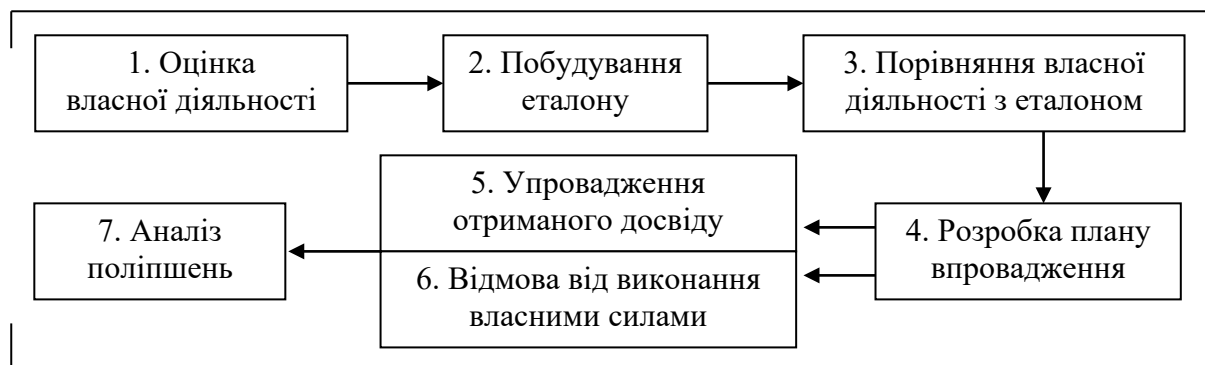 1. Оцінка
власної діяльності
2. Побудування
еталону
3. Порівняння власної
діяльності з еталоном
4. Розробка плану
впровадження
5. Упровадження
отриманого досвіду
6. Відмова від виконання
власними силами
7. Аналіз
поліпшень